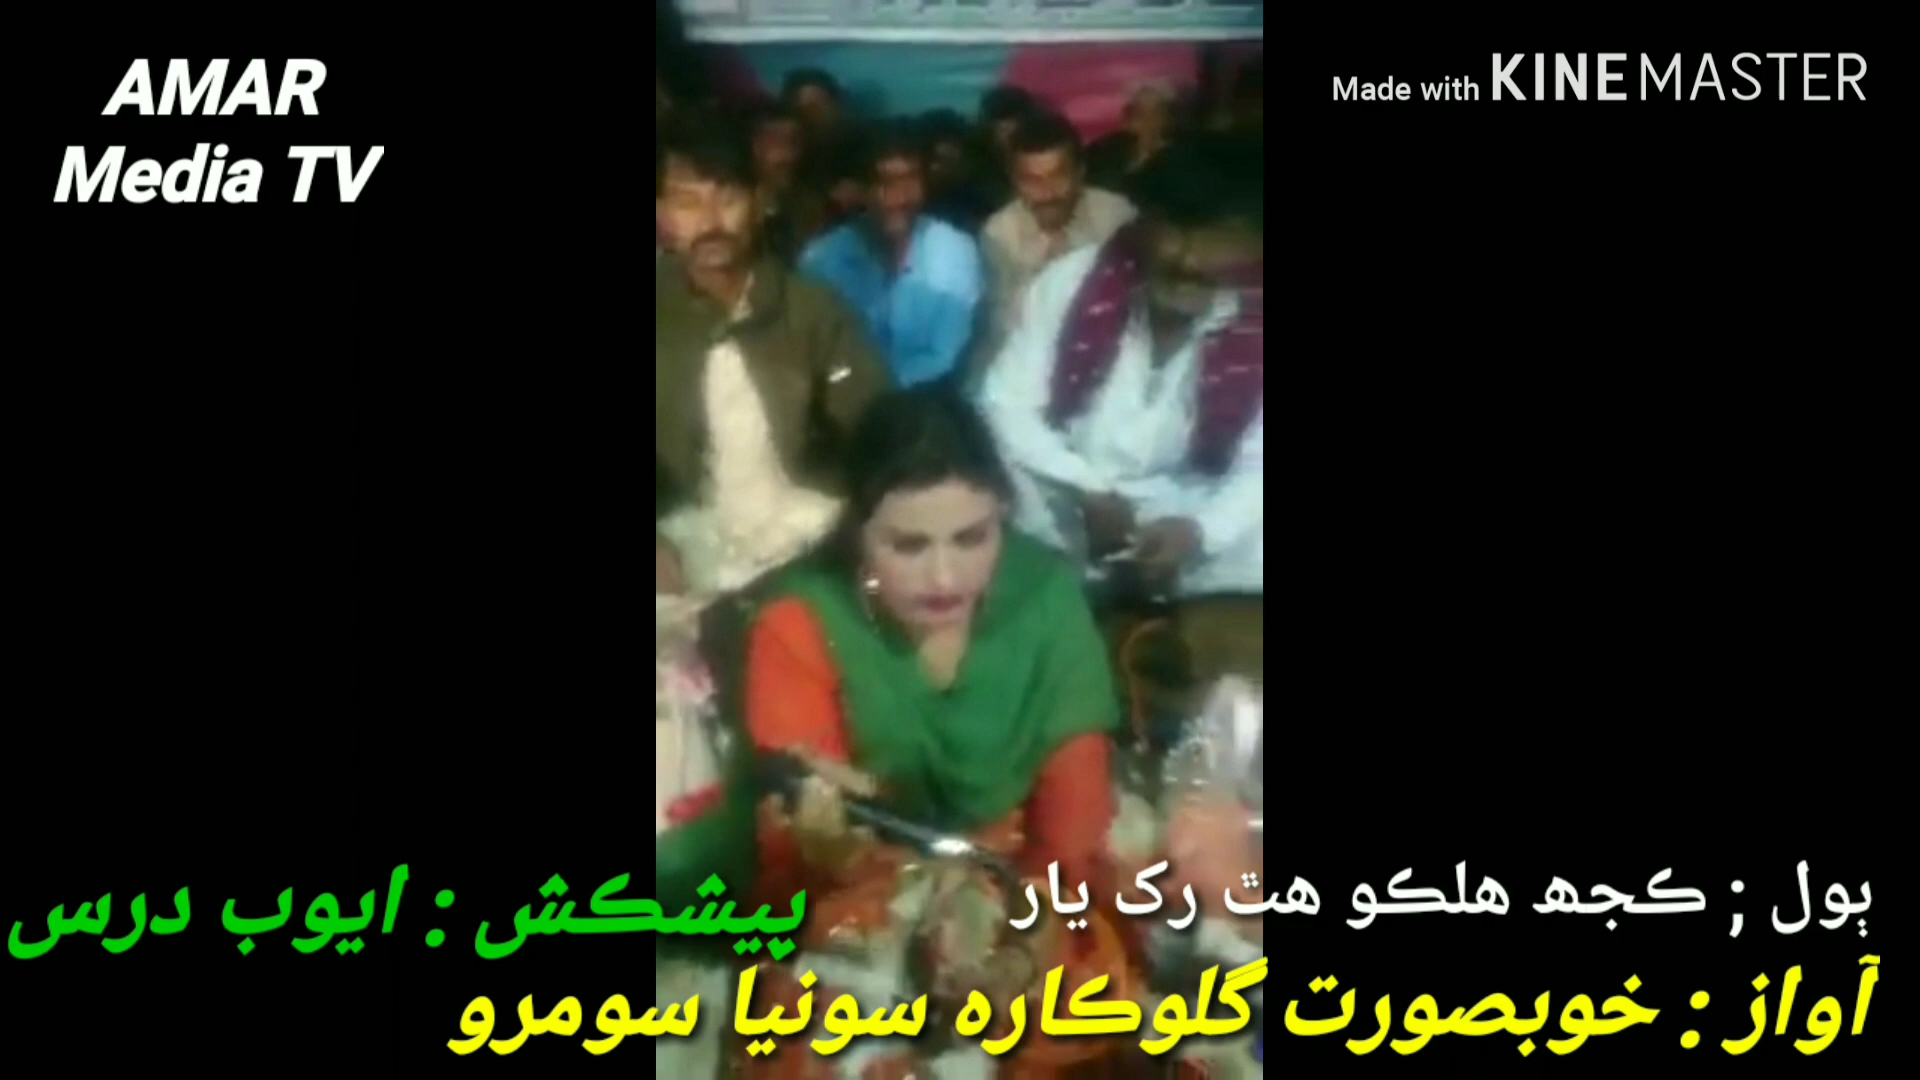 AMAR
Media TV
Made with KINEMASTER
ٻول ; ڪجھ هلڪو هٿ رک يار
پيشڪش : ايوب درس
آواز : خوبصورت گلوڪاره سونيا سومرو